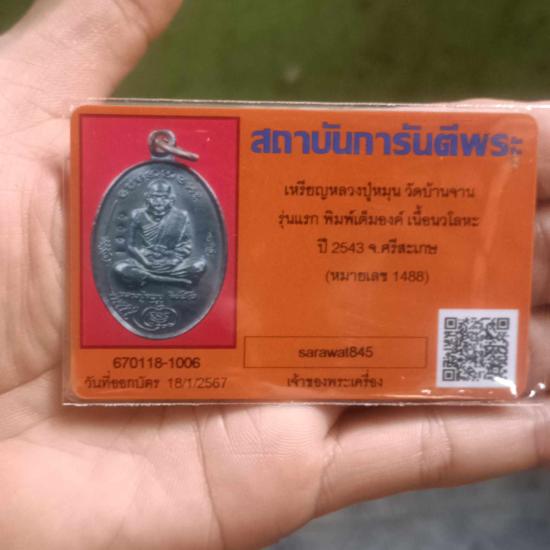 สถาบันการันตีพระ
เหรียญหลวงปู่หมุน วัดบ้านจาน
รุ่นแรก พิมพ์เต็มองค์ เนื้อนวโลหะ
ปี 2543 จ.ศรีสะเกษ
(หมายเลข 1488)
sarawat845
เจ้าของพระเครื่อง
670118-1006
วันที่ออกบัตร 18/1/2567